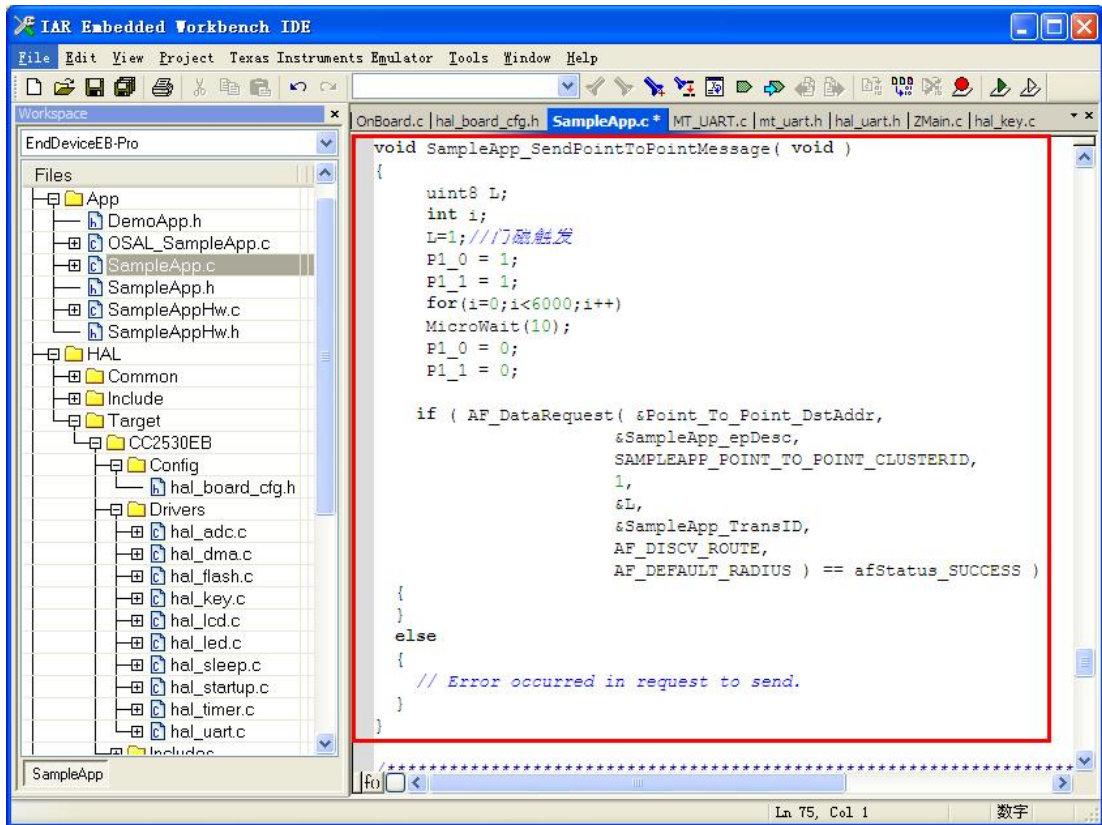 IAR Embedded Workbench IDE
File Edit View Project Texas Instruments Emulator Tools Window Help
Workspace
EndDeviceEB-Pro
Files
App
DemoApp.h
OSAL_SampleApp.c
SampleApp.c
SampleApp.h
SampleAppHw.c
SampleAppHw.h
HAL
Common
Include
Target
CC2530EB
Config
hal_board_cfg.h
Drivers
hal_adc.c
hal_dma.c
hal_flash.c
hal_key.c
hal_lcd.c
hal_led.c
hal_sleep.c
hal_startup.c
hal_timer.c
hal_uart.c
Includes
SampleApp
OnBoard.c | hal_board_cfg.h SampleApp.c * MT_UART.c | mt_uart.h | hal_uart.h | ZMain.c | hal_key.c
void SampleApp_SendPointToPointMessage( void )
{
uint8 L;
int i;
L=1;//门磁触发
P1_0 = 1;
P1_1 = 1;
for(i=0;i<6000;i++)
MicroWait(10);
P1_0 = 0;
P1_1 = 0;
if ( AF_DataRequest( &Point_To_Point_DstAddr,
&SampleApp_epDesc,
SAMPLEAPP_POINT_TO_POINT_CLUSTERID,
1,
&L,
&SampleApp_TransID,
AF_DISCV_ROUTE,
AF_DEFAULT_RADIUS ) == afStatus_SUCCESS )
{
}
else
{
// Error occurred in request to send.
}
}
/*********************************************************************
f()
Ln 75, Col 1
数字